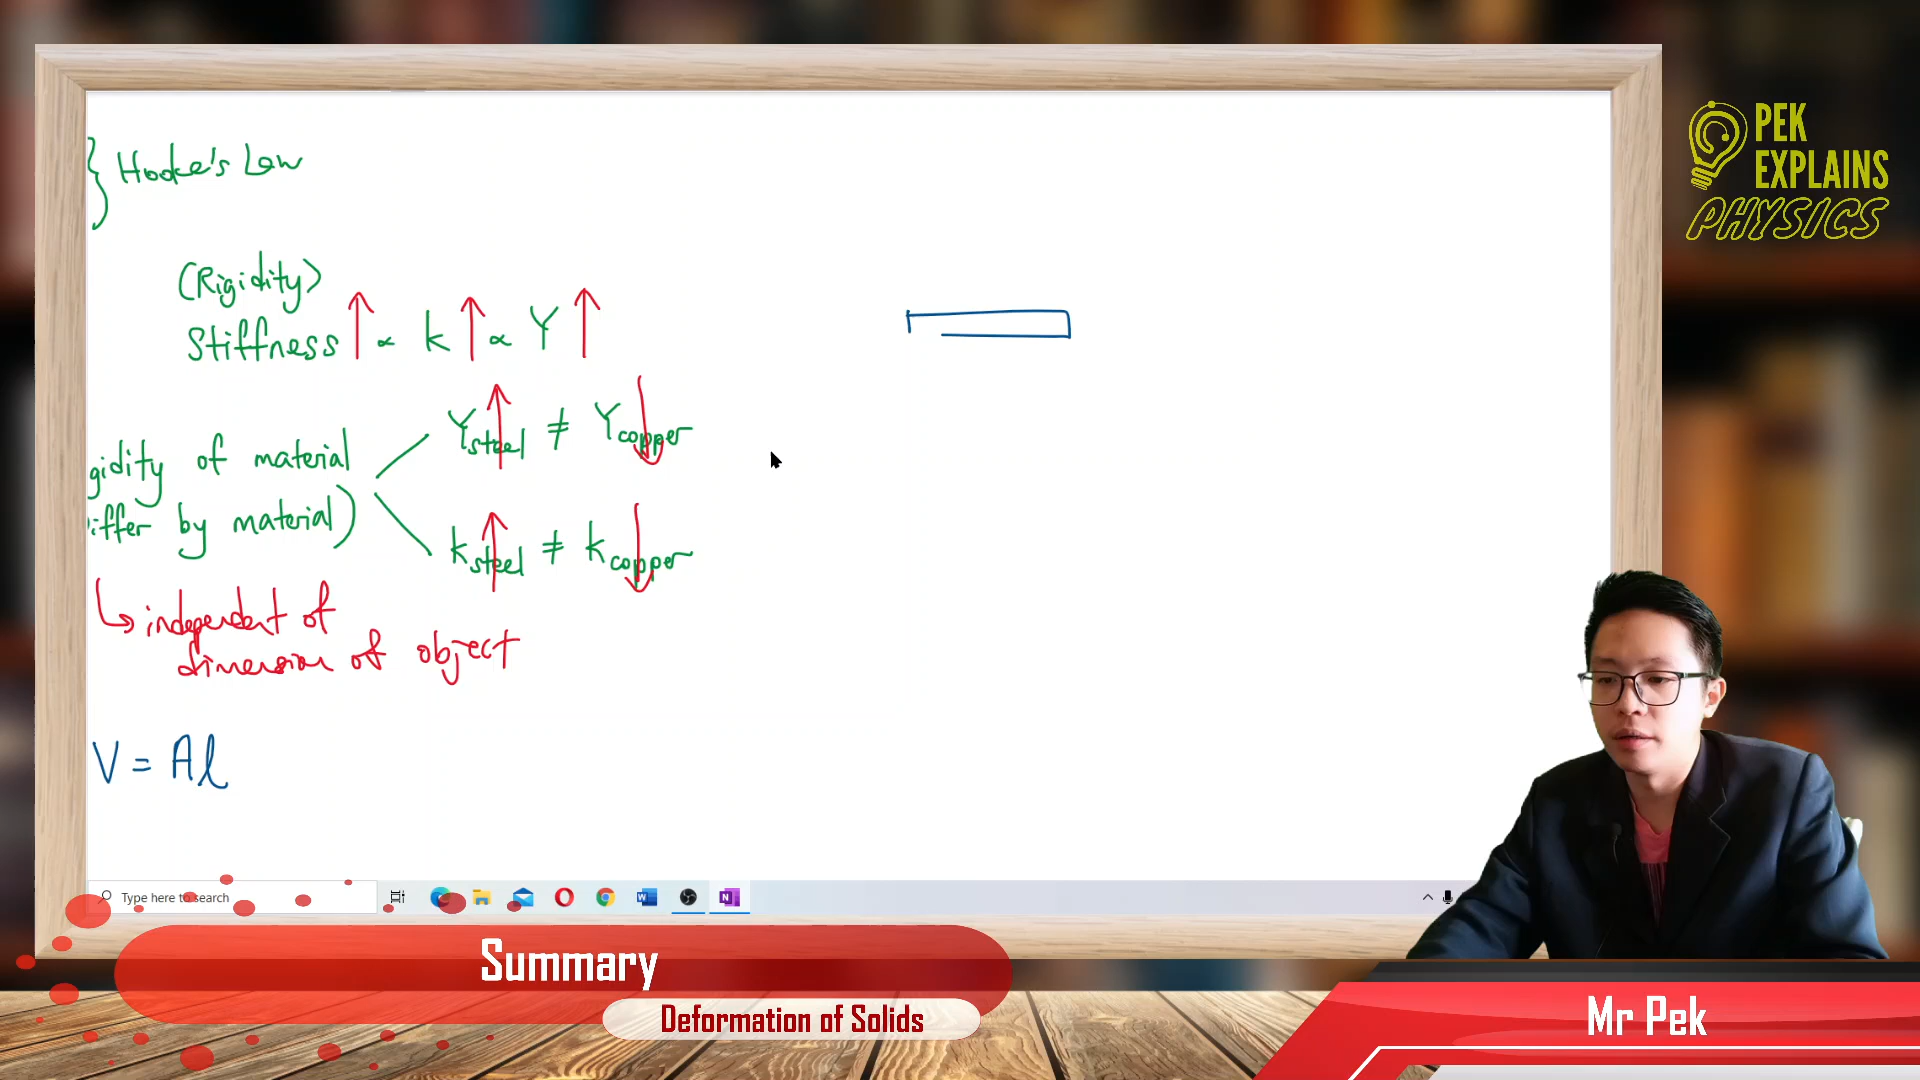 } Hooke's Law
(Rigidity)
Stiffness ↑ ∝ k ↑ ∝ Y ↑
Ysteel ↑ ≠ Ycopper ↓
gidity of material
iffer by material)
ksteel ↑ ≠ kcopper ↓
↳ independent of
dimension of object
V = Al
PEK
EXPLAINS
PHYSICS
Type here to search
Summary
Deformation of Solids
Mr Pek